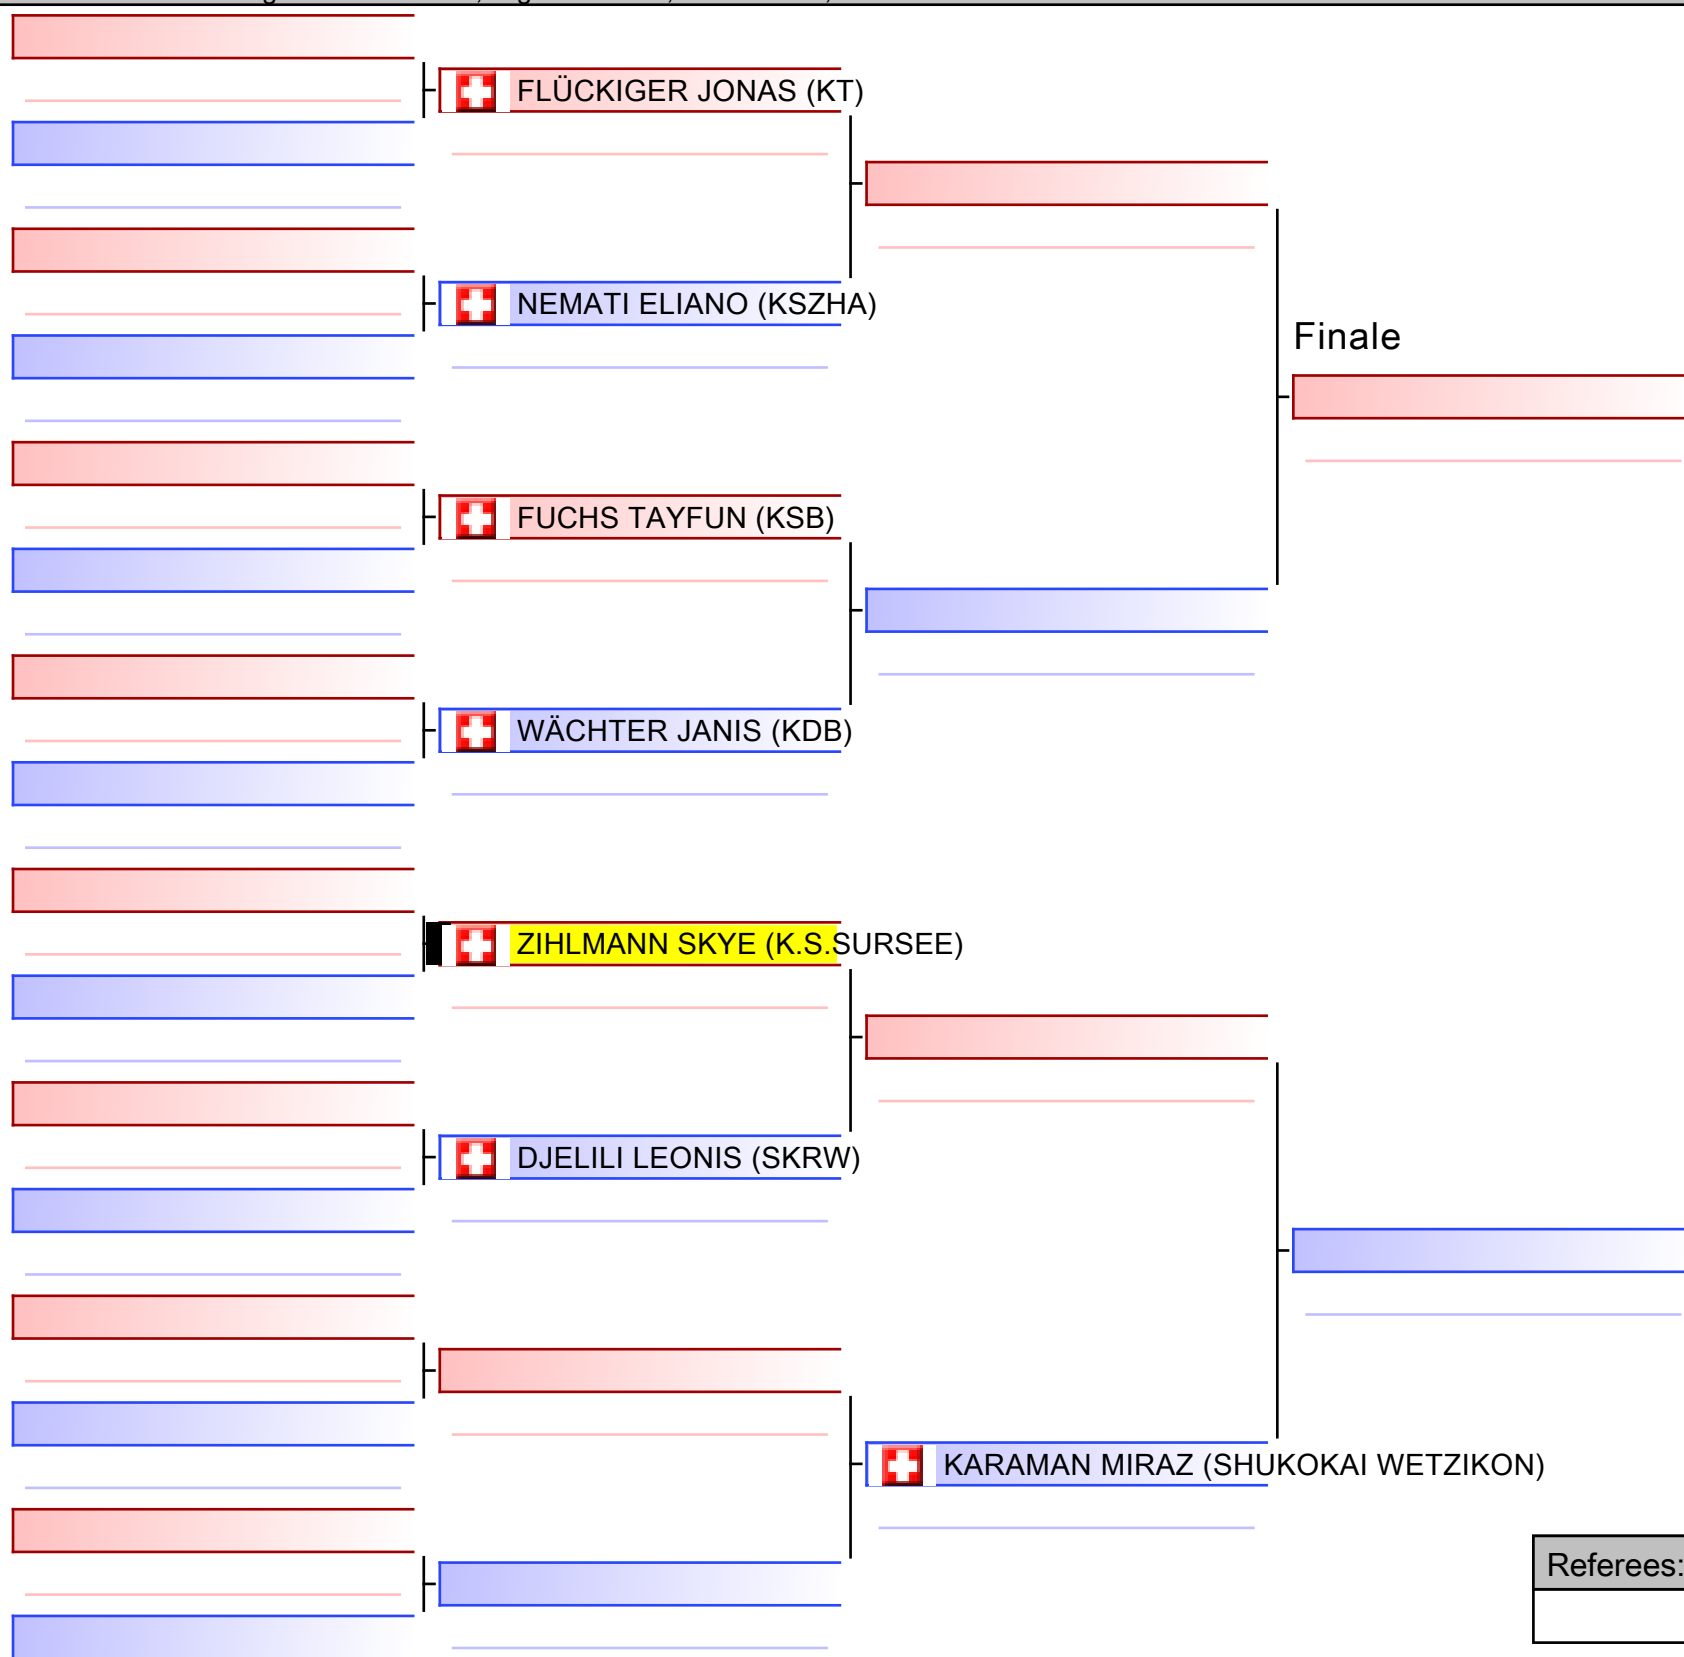 FLÜCKIGER JONAS (KT)
NEMATI ELIANO (KSZHA)
Finale
FUCHS TAYFUN (KSB)
WÄCHTER JANIS (KDB)
ZIHLMANN SKYE (K.S.SURSEE)
DJELILI LEONIS (SKRW)
KARAMAN MIRAZ (SHUKOKAI WETZIKON)
Referees: